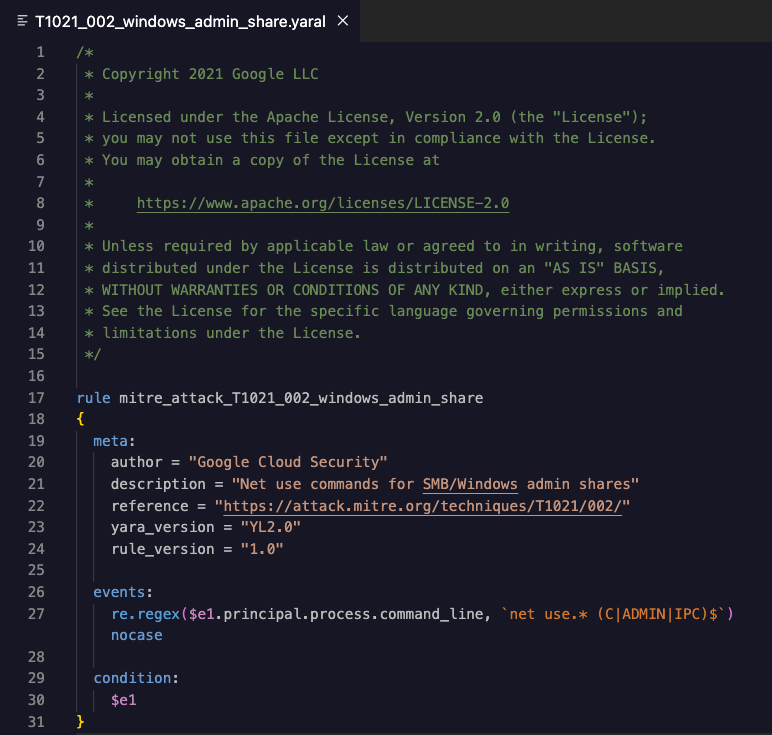 T1021_002_windows_admin_share.yaral ×
1 /*
2 * Copyright 2021 Google LLC
3 *
4 * Licensed under the Apache License, Version 2.0 (the "License");
5 * you may not use this file except in compliance with the License.
6 * You may obtain a copy of the License at
7 *
8 * https://www.apache.org/licenses/LICENSE-2.0
9 *
10 * Unless required by applicable law or agreed to in writing, software
11 * distributed under the License is distributed on an "AS IS" BASIS,
12 * WITHOUT WARRANTIES OR CONDITIONS OF ANY KIND, either express or implied.
13 * See the License for the specific language governing permissions and
14 * limitations under the License.
15 */
16
17 rule mitre_attack_T1021_002_windows_admin_share
18 {
19 meta:
20 author = "Google Cloud Security"
21 description = "Net use commands for SMB/Windows admin shares"
22 reference = "https://attack.mitre.org/techniques/T1021/002/"
23 yara_version = "YL2.0"
24 rule_version = "1.0"
25
26 events:
27 re.regex($e1.principal.process.command_line, `net use.* (C|ADMIN|IPC)$`)
nocase
28
29 condition:
30 $e1
31 }